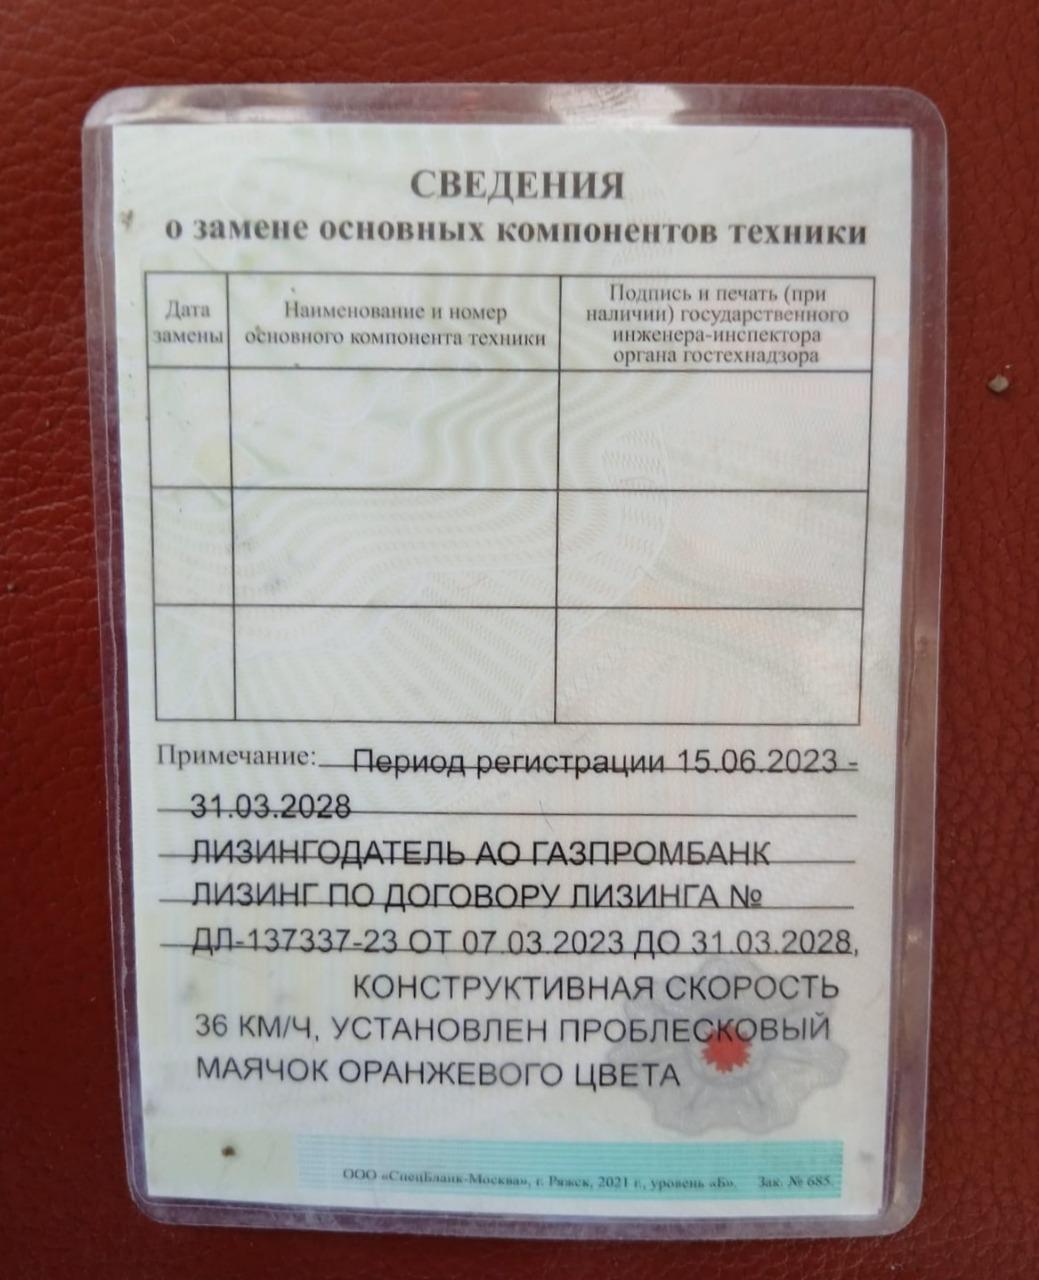 СВЕДЕНИЯ
о замене основных компонентов техники
Дата
замены
Наименование и номер
основного компонента техники
Подпись и печать (при
наличии) государственного
инженера-инспектора
органа гостехнадзора
Примечание: Период регистрации 15.06.2023 -
31.03.2028
ЛИЗИНГОДАТЕЛЬ АО ГАЗПРОМБАНК
ЛИЗИНГ ПО ДОГОВОРУ ЛИЗИНГА №
ДЛ-137337-23 ОТ 07.03.2023 ДО 31.03.2028,
КОНСТРУКТИВНАЯ СКОРОСТЬ
36 КМ/Ч, УСТАНОВЛЕН ПРОБЛЕСКОВЫЙ
МАЯЧОК ОРАНЖЕВОГО ЦВЕТА
ООО «СпецБланк-Москва», г. Ряжск, 2021 г., уровень «Б». Зак. № 685.